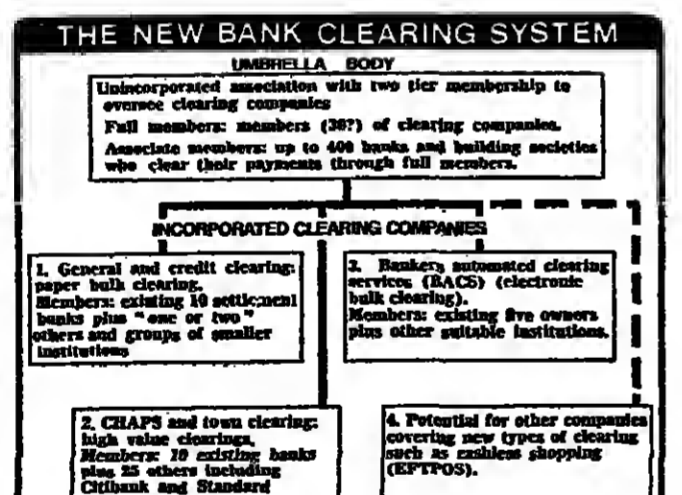 THE NEW BANK CLEARING SYSTEM
UMBRELLA BODY
Unincorporated association with two tier membership to
oversee clearing companies
Full members: members (30?) of clearing companies.
Associate members: up to 400 banks and building societies
who clear their payments through full members.
INCORPORATED CLEARING COMPANIES
1. General and credit clearing:
paper bulk clearing.
Members: existing 10 settlement
banks plus "one or two"
others and groups of smaller
institutions
3. Bankers automated clearing
services (BACS) (electronic
bulk clearing).
Members: existing five owners
plus other suitable institutions.
2. CHAPS and town clearing:
high value clearings.
Members: 10 existing banks
plus 25 others including
Citibank and Standard
4. Potential for other companies
covering new types of clearing
such as cashless shopping
(EFTPOS).